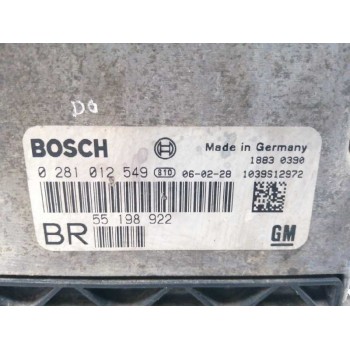 DO
BOSCH
Made in Germany
1883 0390
0 281 012 549 S10 06-02-28 1039S12972
55 198 922
BR
GM